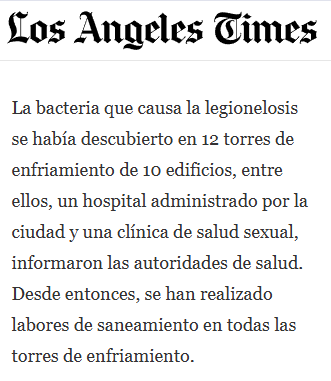 Los Angeles Times
La bacteria que causa la legionelosis
se había descubierto en 12 torres de
enfriamiento de 10 edificios, entre
ellos, un hospital administrado por la
ciudad y una clínica de salud sexual,
informaron las autoridades de salud.
Desde entonces, se han realizado
labores de saneamiento en todas las
torres de enfriamiento.